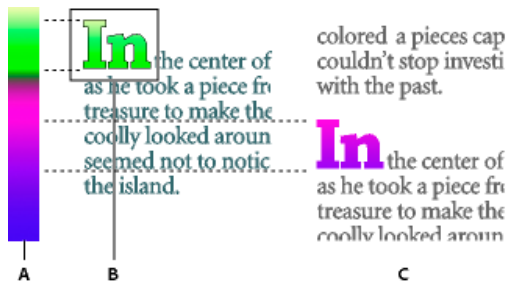 In the center of
as he took a piece fro
treasure to make the
coolly looked aroun
seemed not to notic
the island.
colored a pieces cap
couldn't stop investi
with the past.
In the center of
as he took a piece fro
treasure to make the
coolly looked aroun
A
B
C